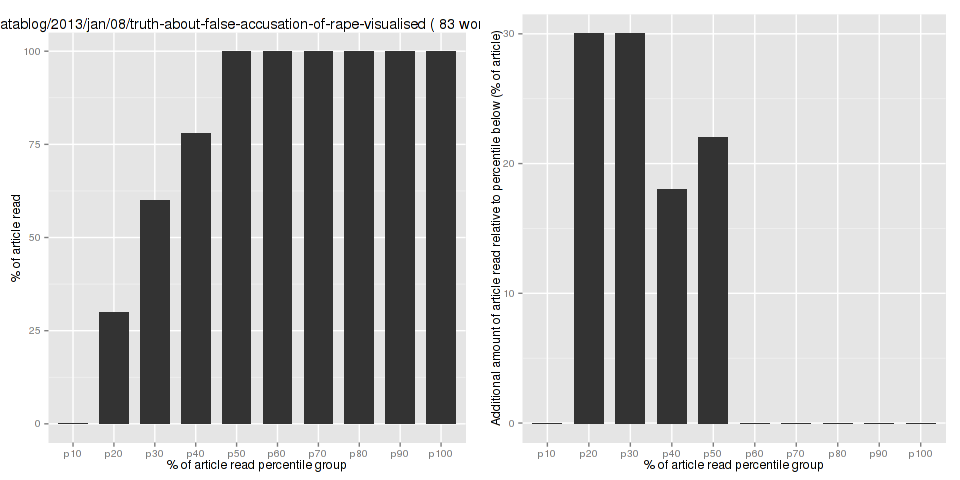 atablog/2013/jan/08/truth-about-false-accusation-of-rape-visualised ( 83 wor
100
75
50
25
0
% of article read
p10 p20 p30 p40 p50 p60 p70 p80 p90 p100
% of article read percentile group
30
20
10
0
Additional amount of article read relative to percentile below (% of article)
p10 p20 p30 p40 p50 p60 p70 p80 p90 p100
% of article read percentile group